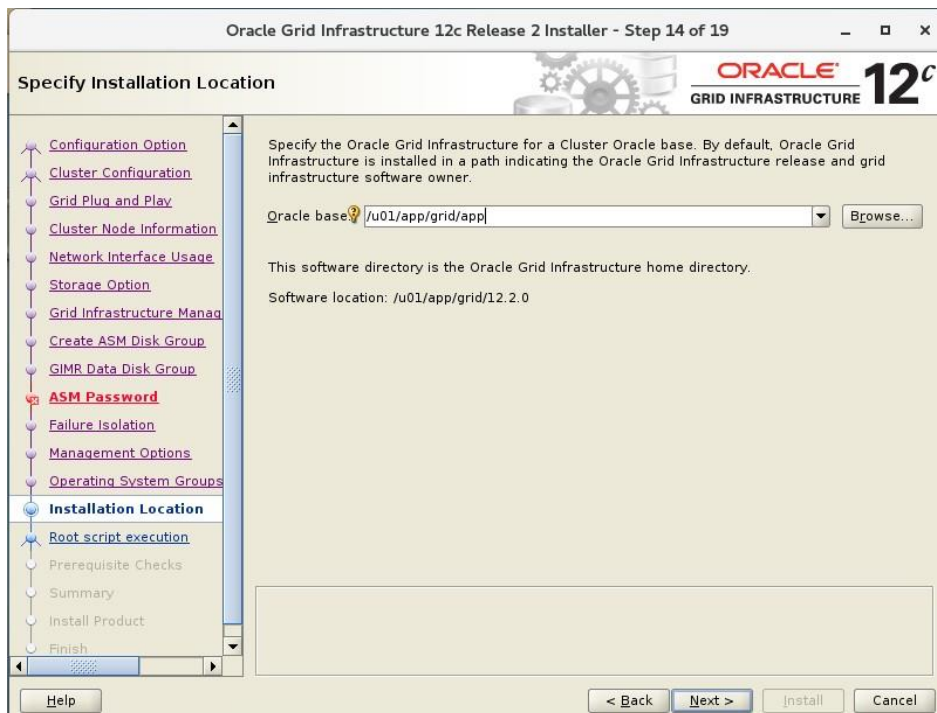 Oracle Grid Infrastructure 12c Release 2 Installer - Step 14 of 19
Specify Installation Location
ORACLE
GRID INFRASTRUCTURE
12c
Configuration Option
Cluster Configuration
Grid Plug and Play
Cluster Node Information
Network Interface Usage
Storage Option
Grid Infrastructure Manag
Create ASM Disk Group
GIMR Data Disk Group
ASM Password
Failure Isolation
Management Options
Operating System Groups
Installation Location
Root script execution
Prerequisite Checks
Summary
Install Product
Finish
Specify the Oracle Grid Infrastructure for a Cluster Oracle base. By default, Oracle Grid
Infrastructure is installed in a path indicating the Oracle Grid Infrastructure release and grid
infrastructure software owner.
Oracle base /u01/app/grid/app Browse...
This software directory is the Oracle Grid Infrastructure home directory.
Software location: /u01/app/grid/12.2.0
Help < Back Next > Install Cancel